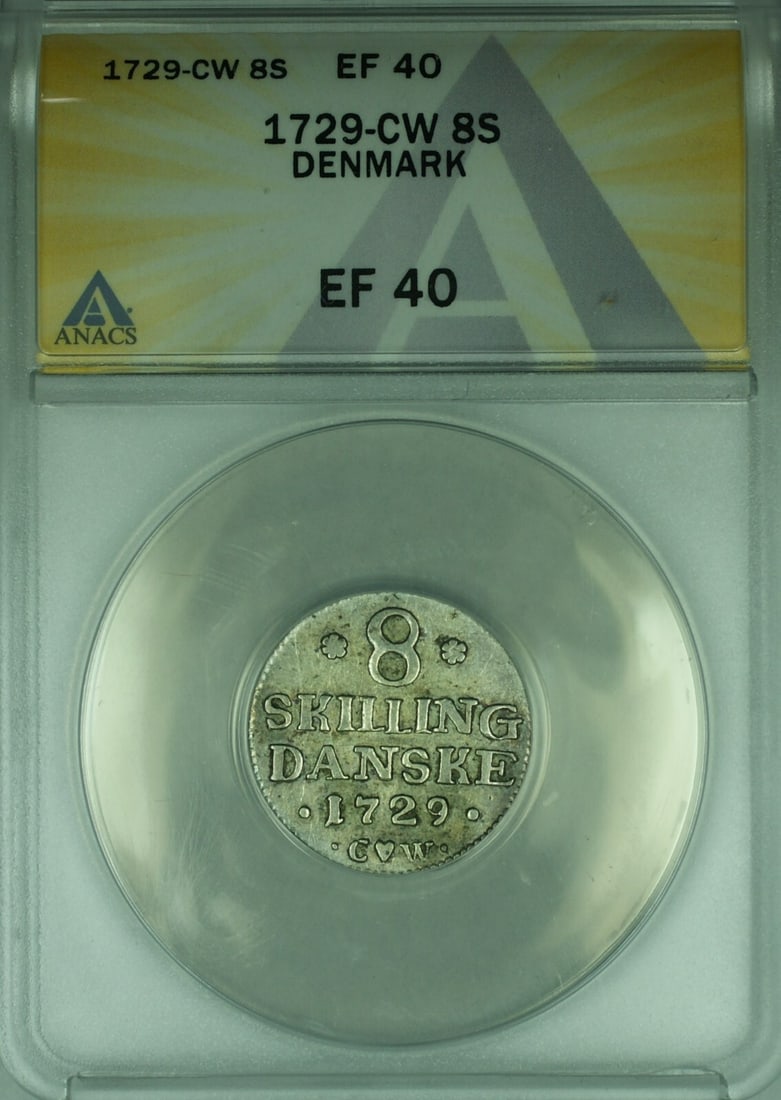 1729-CW 8S EF 40
1729-CW 8S
DENMARK
EF 40
ANACS
8
SKILLING
DANSKE
·1729·
·C♥W·